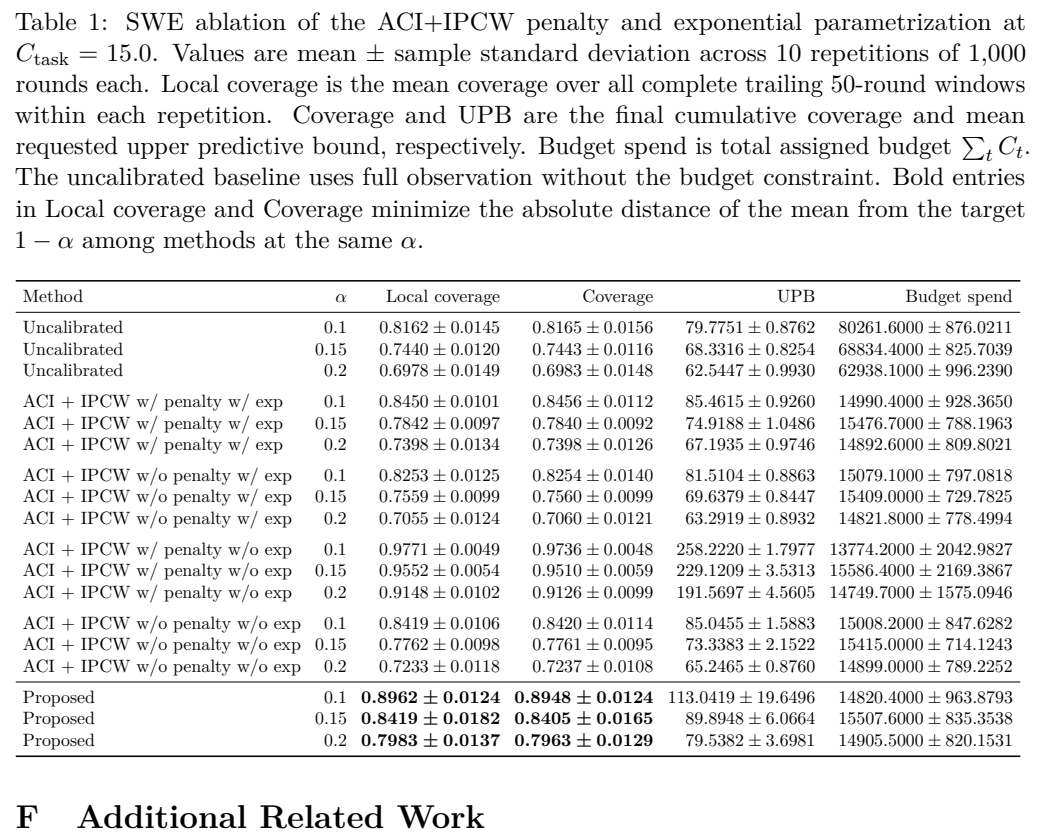 Table 1: SWE ablation of the ACI+IPCW penalty and exponential parametrization at
C_task = 15.0. Values are mean ± sample standard deviation across 10 repetitions of 1,000
rounds each. Local coverage is the mean coverage over all complete trailing 50-round windows
within each repetition. Coverage and UPB are the final cumulative coverage and mean
requested upper predictive bound, respectively. Budget spend is total assigned budget ∑_t C_t.
The uncalibrated baseline uses full observation without the budget constraint. Bold entries
in Local coverage and Coverage minimize the absolute distance of the mean from the target
1 − α among methods at the same α.
Method α Local coverage Coverage UPB Budget spend
Uncalibrated 0.1 0.8162 ± 0.0145 0.8165 ± 0.0156 79.7751 ± 0.8762 80261.6000 ± 876.0211
Uncalibrated 0.15 0.7440 ± 0.0120 0.7443 ± 0.0116 68.3316 ± 0.8254 68834.4000 ± 825.7039
Uncalibrated 0.2 0.6978 ± 0.0149 0.6983 ± 0.0148 62.5447 ± 0.9930 62938.1000 ± 996.2390
ACI + IPCW w/ penalty w/ exp 0.1 0.8450 ± 0.0101 0.8456 ± 0.0112 85.4615 ± 0.9260 14990.4000 ± 928.3650
ACI + IPCW w/ penalty w/ exp 0.15 0.7842 ± 0.0097 0.7840 ± 0.0092 74.9188 ± 1.0486 15476.7000 ± 788.1963
ACI + IPCW w/ penalty w/ exp 0.2 0.7398 ± 0.0134 0.7398 ± 0.0126 67.1935 ± 0.9746 14892.6000 ± 809.8021
ACI + IPCW w/o penalty w/ exp 0.1 0.8253 ± 0.0125 0.8254 ± 0.0140 81.5104 ± 0.8863 15079.1000 ± 797.0818
ACI + IPCW w/o penalty w/ exp 0.15 0.7559 ± 0.0099 0.7560 ± 0.0099 69.6379 ± 0.8447 15409.0000 ± 729.7825
ACI + IPCW w/o penalty w/ exp 0.2 0.7055 ± 0.0124 0.7060 ± 0.0121 63.2919 ± 0.8932 14821.8000 ± 778.4994
ACI + IPCW w/ penalty w/o exp 0.1 0.9771 ± 0.0049 0.9736 ± 0.0048 258.2220 ± 1.7977 13774.2000 ± 2042.9827
ACI + IPCW w/ penalty w/o exp 0.15 0.9552 ± 0.0054 0.9510 ± 0.0059 229.1209 ± 3.5313 15586.4000 ± 2169.3867
ACI + IPCW w/ penalty w/o exp 0.2 0.9148 ± 0.0102 0.9126 ± 0.0099 191.5697 ± 4.5605 14749.7000 ± 1575.0946
ACI + IPCW w/o penalty w/o exp 0.1 0.8419 ± 0.0106 0.8420 ± 0.0114 85.0455 ± 1.5883 15008.2000 ± 847.6282
ACI + IPCW w/o penalty w/o exp 0.15 0.7762 ± 0.0098 0.7761 ± 0.0095 73.3383 ± 2.1522 15415.0000 ± 714.1243
ACI + IPCW w/o penalty w/o exp 0.2 0.7233 ± 0.0118 0.7237 ± 0.0108 65.2465 ± 0.8760 14899.0000 ± 789.2252
Proposed 0.1 0.8962 ± 0.0124 0.8948 ± 0.0124 113.0419 ± 19.6496 14820.4000 ± 963.8793
Proposed 0.15 0.8419 ± 0.0182 0.8405 ± 0.0165 89.8948 ± 6.0664 15507.6000 ± 835.3538
Proposed 0.2 0.7983 ± 0.0137 0.7963 ± 0.0129 79.5382 ± 3.6981 14905.5000 ± 820.1531
F Additional Related Work